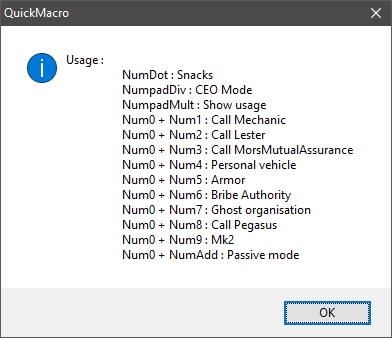 QuickMacro
Usage :
NumDot : Snacks
NumpadDiv : CEO Mode
NumpadMult : Show usage
Num0 + Num1 : Call Mechanic
Num0 + Num2 : Call Lester
Num0 + Num3 : Call MorsMutualAssurance
Num0 + Num4 : Personal vehicle
Num0 + Num5 : Armor
Num0 + Num6 : Bribe Authority
Num0 + Num7 : Ghost organisation
Num0 + Num8 : Call Pegasus
Num0 + Num9 : Mk2
Num0 + NumAdd : Passive mode
OK